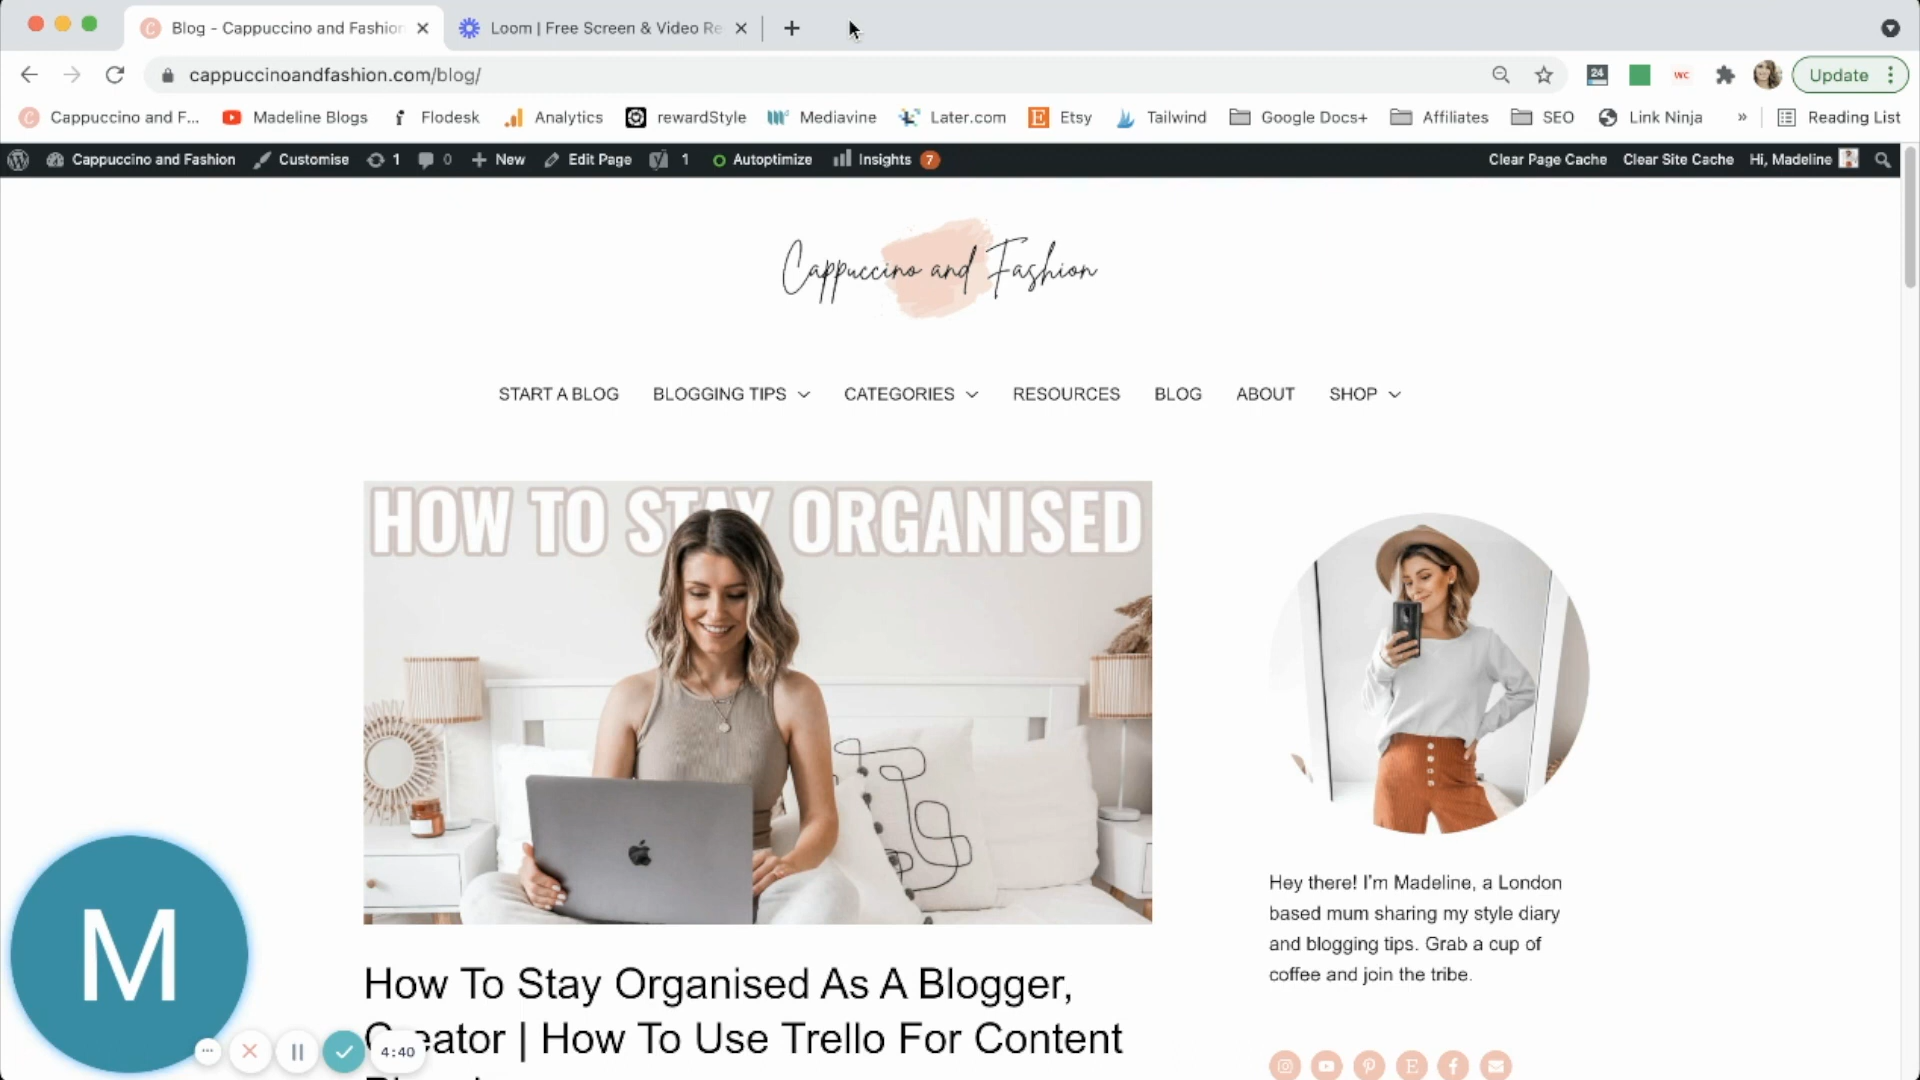 Blog - Cappuccino and Fashion
Loom | Free Screen & Video Re
cappuccinoandfashion.com/blog/
24
WC
Update
Cappuccino and F...
Madeline Blogs
Flodesk
Analytics
rewardStyle
Mediavine
Later.com
Etsy
Tailwind
Google Docs+
Affiliates
SEO
Link Ninja
»
Reading List
Cappuccino and Fashion
Customise
1
0
New
Edit Page
1
Autoptimize
Insights
7
Clear Page Cache
Clear Site Cache
Hi, Madeline
Cappuccino and Fashion
START A BLOG
BLOGGING TIPS
CATEGORIES
RESOURCES
BLOG
ABOUT
SHOP
HOW TO STAY ORGANISED
Hey there! I'm Madeline, a London
based mum sharing my style diary
and blogging tips. Grab a cup of
coffee and join the tribe.
How To Stay Organised As A Blogger,
Creator | How To Use Trello For Content
M
4:40